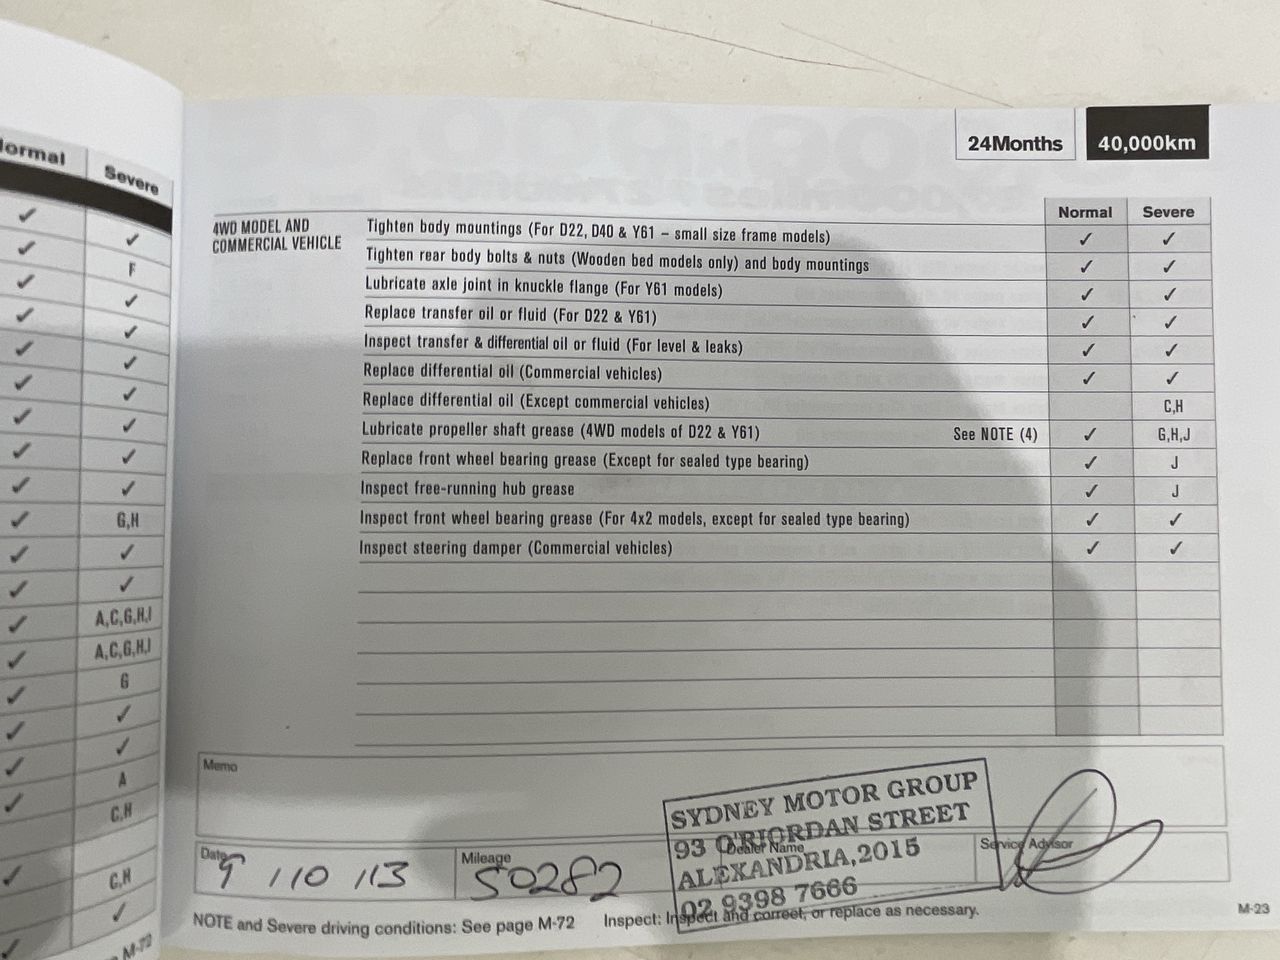 Normal Severe
✓ ✓
✓ F
✓ ✓
✓ ✓
✓ ✓
✓ ✓
✓ ✓
✓ ✓
✓ ✓
✓ G,H
✓ ✓
✓ ✓
✓ A,C,G,H,I
✓ A,C,G,H,I
✓ G
✓ ✓
✓ ✓
✓ A
✓ C,H
✓ C,H
✓
✓ M-72
24Months 40,000km
Normal Severe
4WD MODEL AND
COMMERCIAL VEHICLE
Tighten body mountings (For D22, D40 & Y61 – small size frame models) ✓ ✓
Tighten rear body bolts & nuts (Wooden bed models only) and body mountings ✓ ✓
Lubricate axle joint in knuckle flange (For Y61 models) ✓ ✓
Replace transfer oil or fluid (For D22 & Y61) ✓ ✓
Inspect transfer & differential oil or fluid (For level & leaks) ✓ ✓
Replace differential oil (Commercial vehicles) ✓ ✓
Replace differential oil (Except commercial vehicles) C,H
Lubricate propeller shaft grease (4WD models of D22 & Y61) See NOTE (4) ✓ G,H,J
Replace front wheel bearing grease (Except for sealed type bearing) ✓ J
Inspect free-running hub grease ✓ J
Inspect front wheel bearing grease (For 4x2 models, except for sealed type bearing) ✓ ✓
Inspect steering damper (Commercial vehicles) ✓ ✓
Memo
SYDNEY MOTOR GROUP
93 O'RIORDAN STREET
ALEXANDRIA, 2015
02 9398 7666
Date 9 / 10 / 13
Mileage 50282
Dealer Name
Service Advisor
NOTE and Severe driving conditions: See page M-72 Inspect: Inspect and correct, or replace as necessary.
M-23